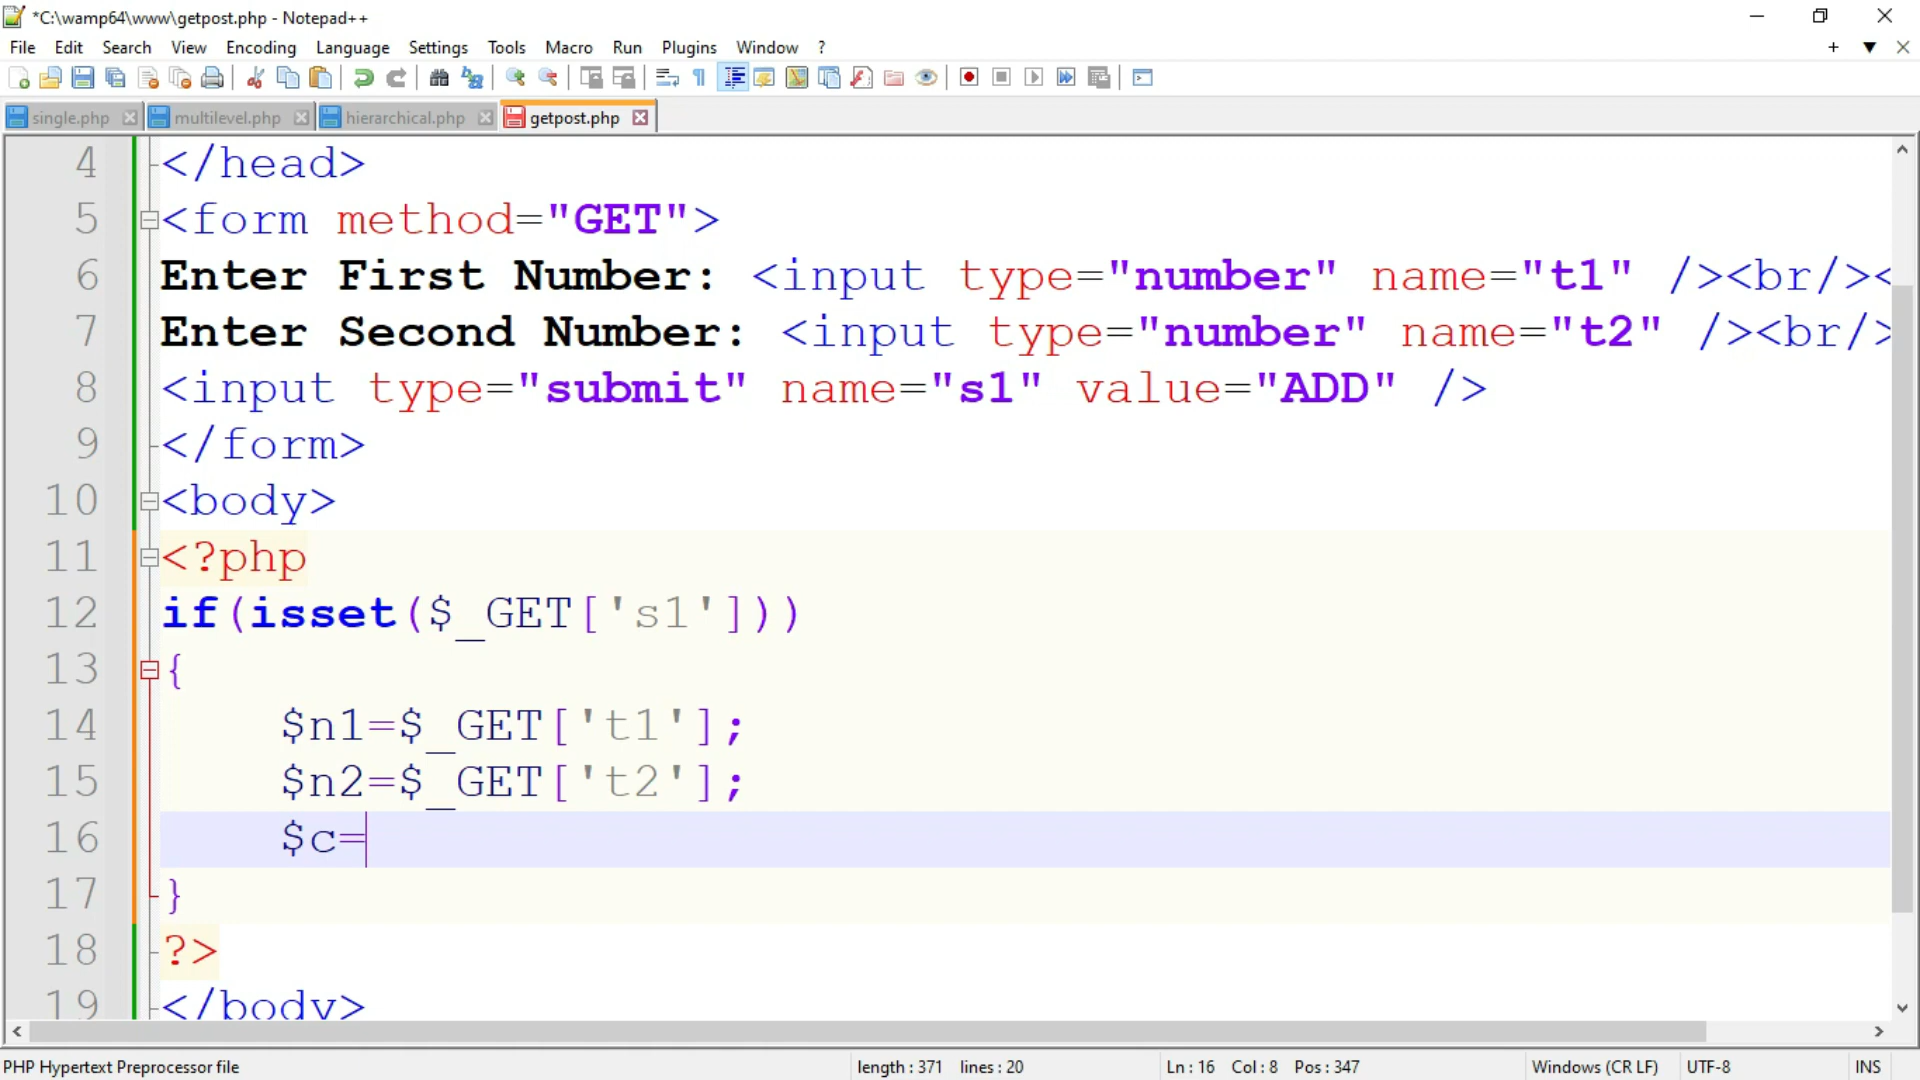 *C:\wamp64\www\getpost.php - Notepad++
File Edit Search View Encoding Language Settings Tools Macro Run Plugins Window ?
single.php multilevel.php hierarchical.php getpost.php
4 </head>
5 <form method="GET">
6 Enter First Number: <input type="number" name="t1" /><br/><
7 Enter Second Number: <input type="number" name="t2" /><br/>
8 <input type="submit" name="s1" value="ADD" />
9 </form>
10 <body>
11 <?php
12 if(isset($_GET['s1']))
13 {
14 $n1=$_GET['t1'];
15 $n2=$_GET['t2'];
16 $c=
17 }
18 ?>
19 </body>
PHP Hypertext Preprocessor file length : 371 lines : 20 Ln : 16 Col : 8 Pos : 347 Windows (CR LF) UTF-8 INS